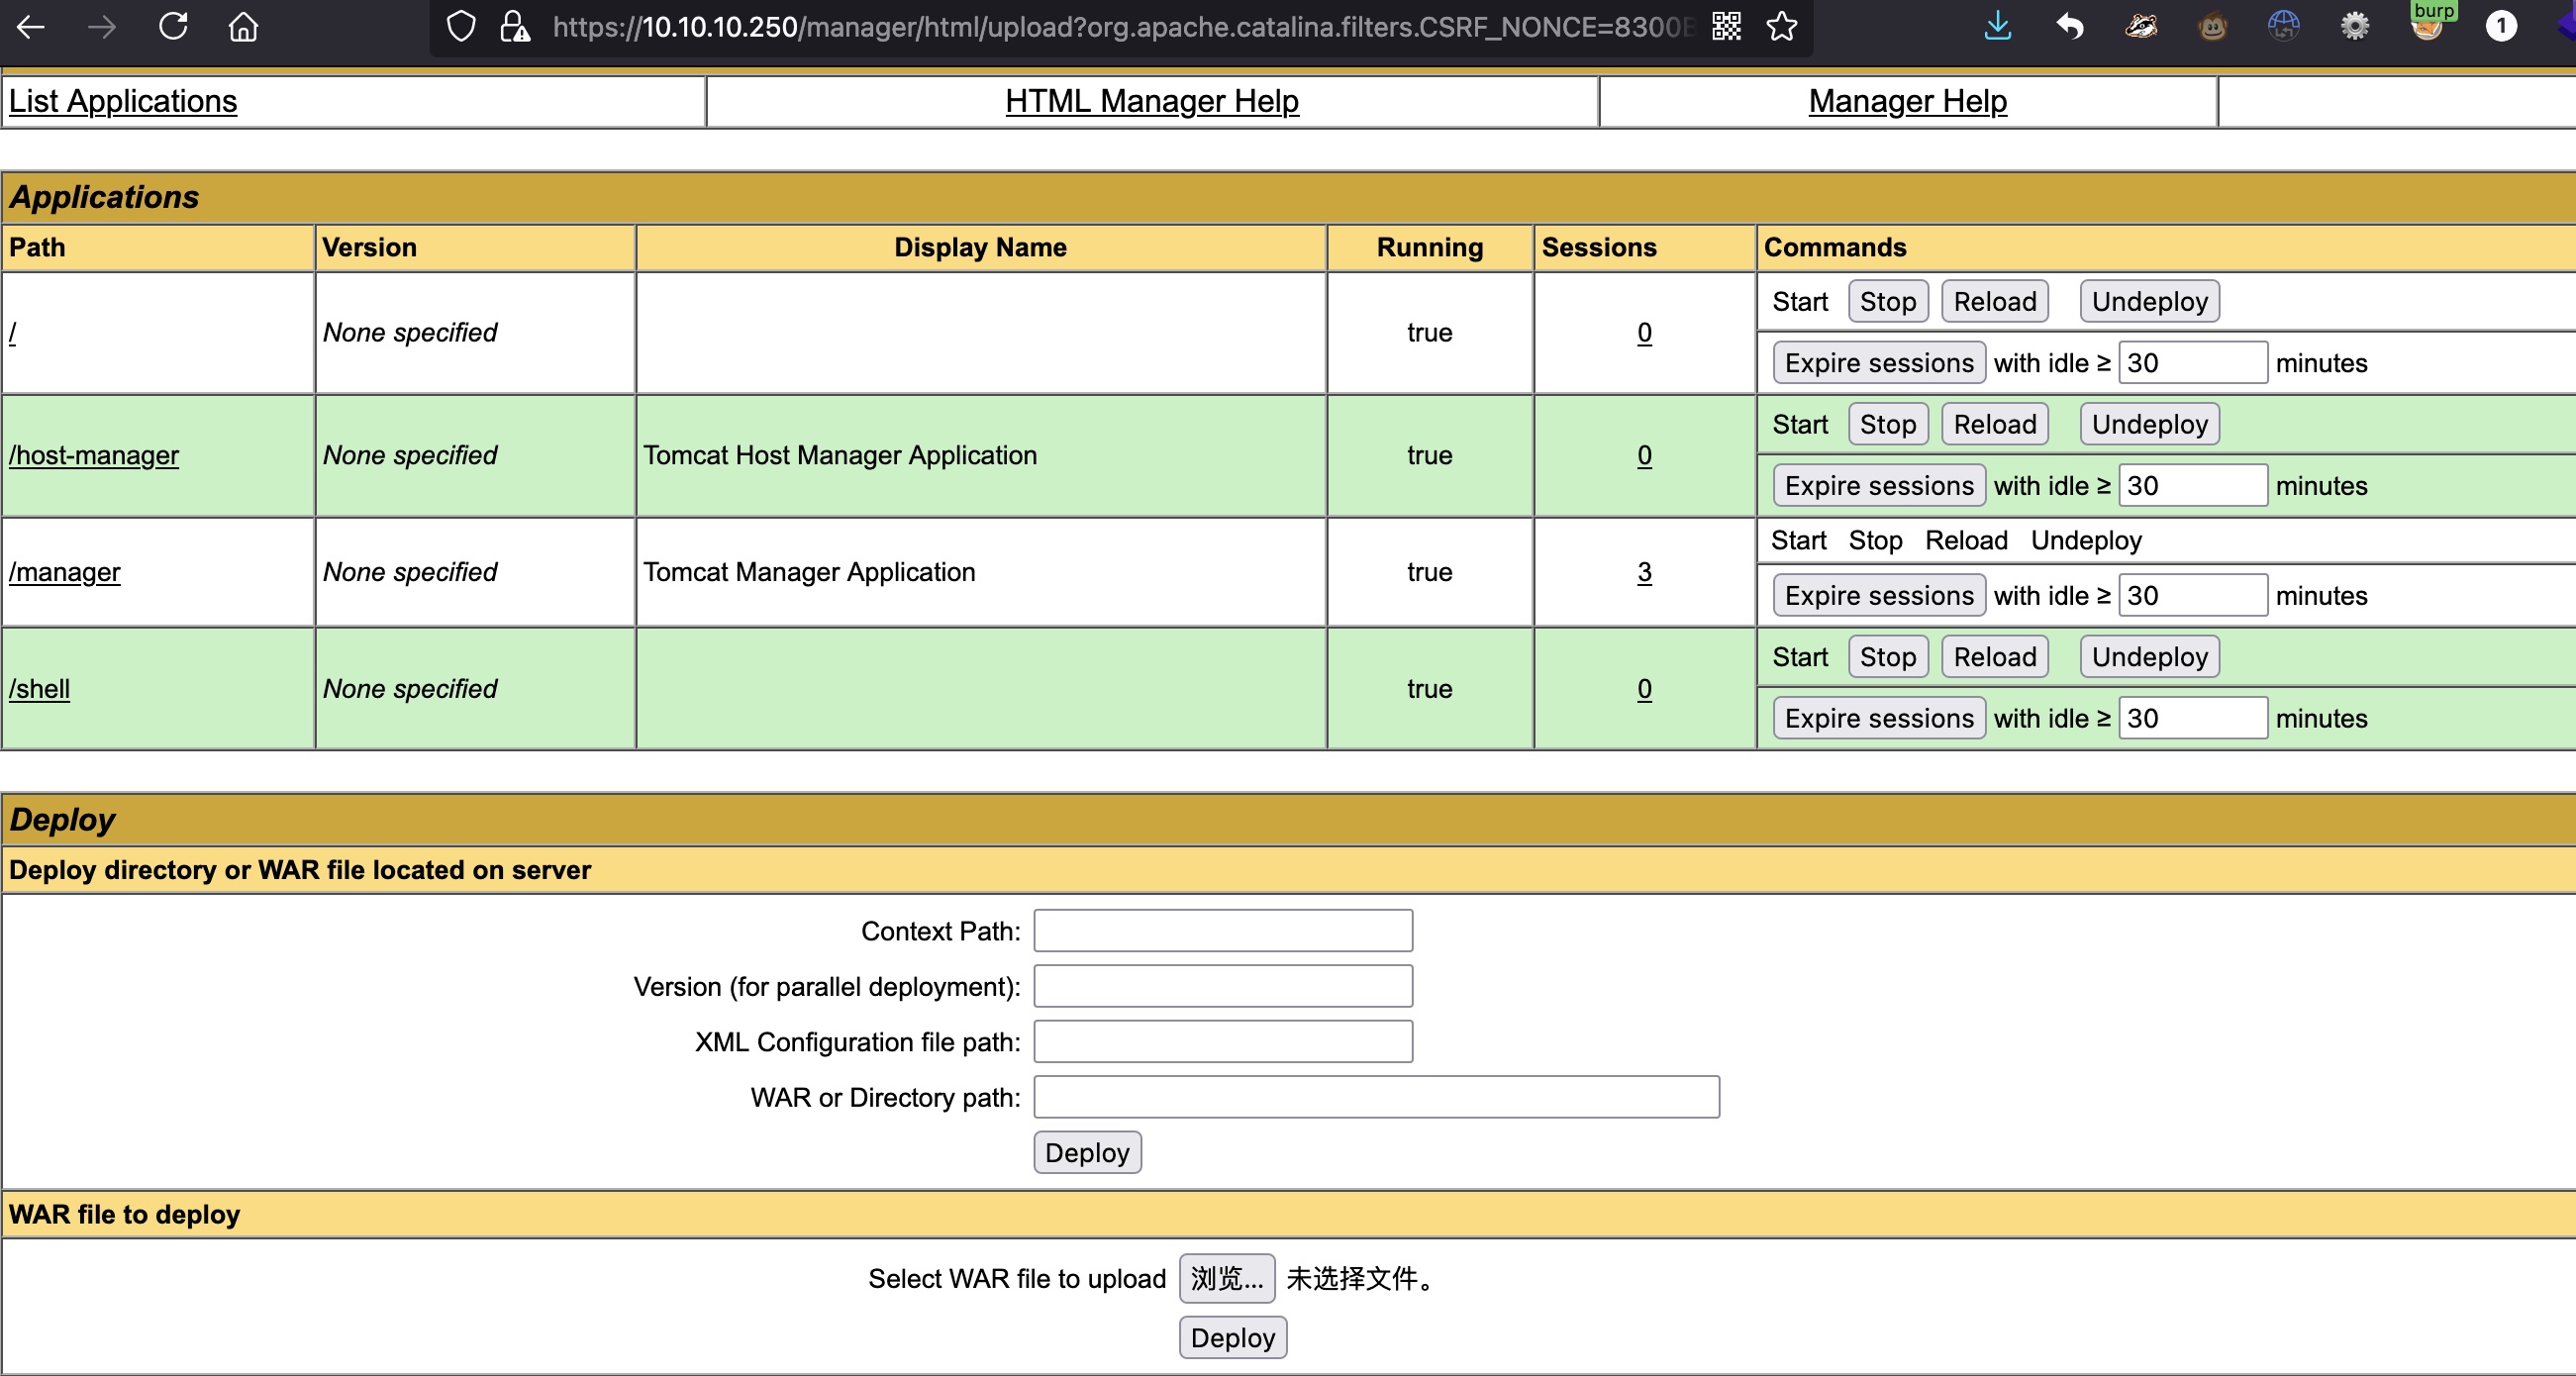 https://10.10.10.250/manager/html/upload?org.apache.catalina.filters.CSRF_NONCE=8300 burp 1
List Applications HTML Manager Help Manager Help
Applications
Path Version Display Name Running Sessions Commands
/ None specified true 0 Start Stop Reload Undeploy
Expire sessions with idle ≥ 30 minutes
/host-manager None specified Tomcat Host Manager Application true 0 Start Stop Reload Undeploy
Expire sessions with idle ≥ 30 minutes
/manager None specified Tomcat Manager Application true 3 Start Stop Reload Undeploy
Expire sessions with idle ≥ 30 minutes
/shell None specified true 0 Start Stop Reload Undeploy
Expire sessions with idle ≥ 30 minutes
Deploy
Deploy directory or WAR file located on server
Context Path:
Version (for parallel deployment):
XML Configuration file path:
WAR or Directory path:
Deploy
WAR file to deploy
Select WAR file to upload 浏览... 未选择文件。
Deploy